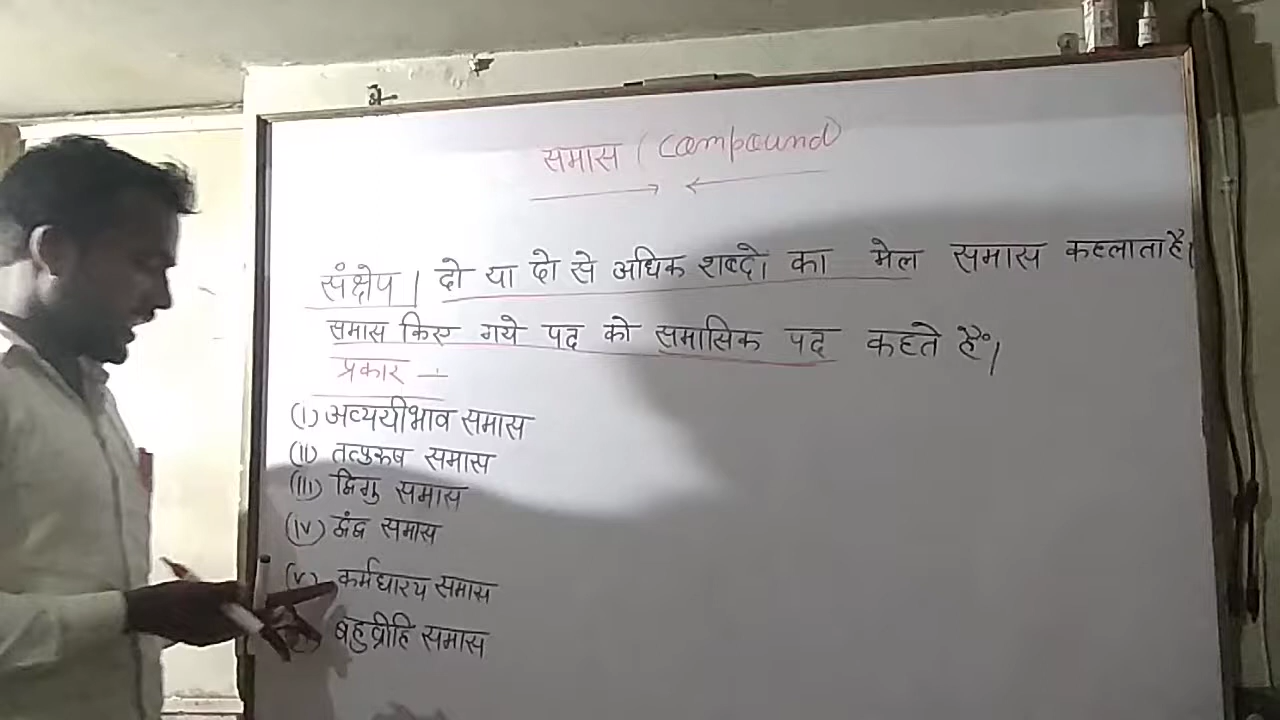 समास (compound)
संक्षेप। दो या दो से अधिक शब्दों का मेल समास कहलाता है।
समास किए गये पद को समासिक पद कहते हैं।
प्रकार -
(I) अव्ययीभाव समास
(II) तत्पुरूष समास
(III) द्विगु समास
(IV) द्वंद्व समास
(V) कर्मधारय समास
बहुव्रीहि समास